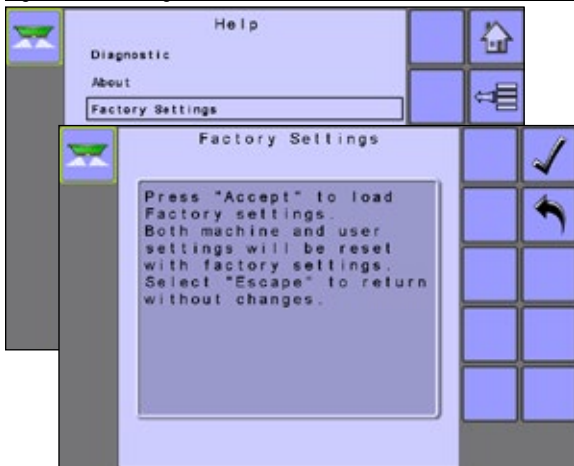 Help
Diagnostic
About
Factory Settings
Factory Settings
Press "Accept" to load
Factory settings.
Both machine and user
settings will be reset
with factory settings.
Select "Escape" to return
without changes.